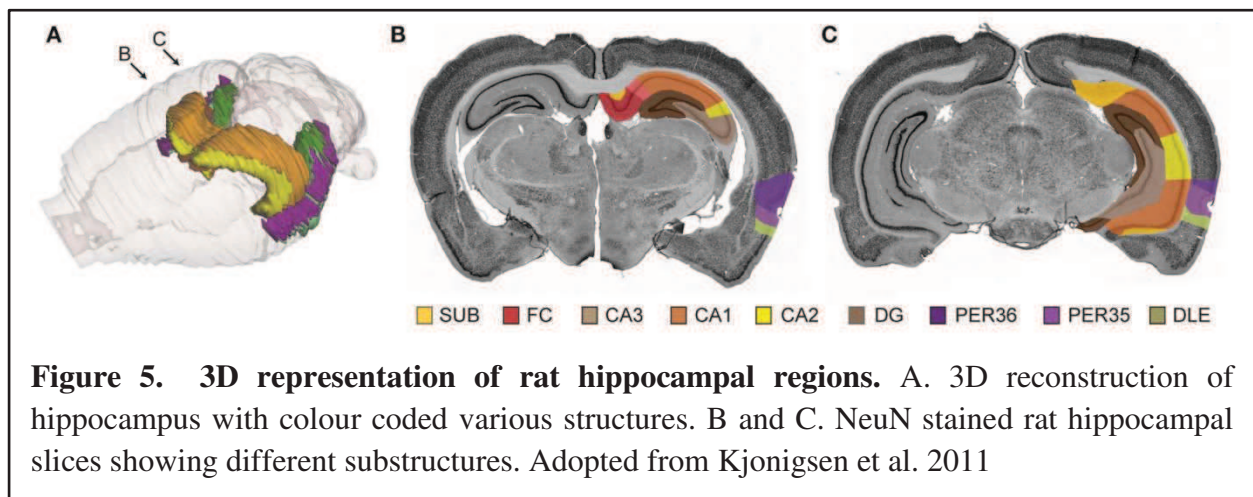 A
B
C
B
C
SUB FC CA3 CA1 CA2 DG PER36 PER35 DLE
Figure 5. 3D representation of rat hippocampal regions. A. 3D reconstruction of
hippocampus with colour coded various structures. B and C. NeuN stained rat hippocampal
slices showing different substructures. Adopted from Kjonigsen et al. 2011